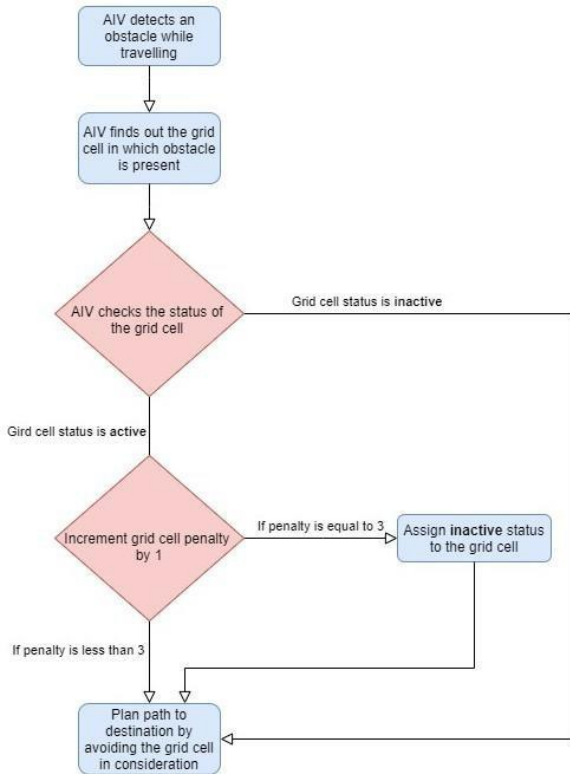 AIV detects an
obstacle while
travelling
AIV finds out the grid
cell in which obstacle
is present
AIV checks the status of
the grid cell
Grid cell status is inactive
Gird cell status is active
Increment grid cell penalty
by 1
If penalty is equal to 3
Assign inactive status
to the grid cell
If penalty is less than 3
Plan path to
destination by
avoiding the grid cell
in consideration